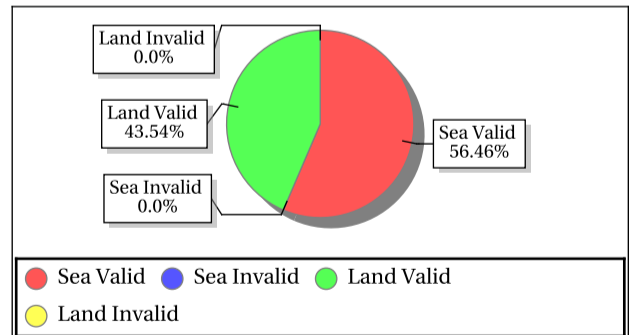 Land Invalid
0.0%
Land Valid
43.54%
Sea Valid
56.46%
Sea Invalid
0.0%
Sea Valid Sea Invalid Land Valid
Land Invalid